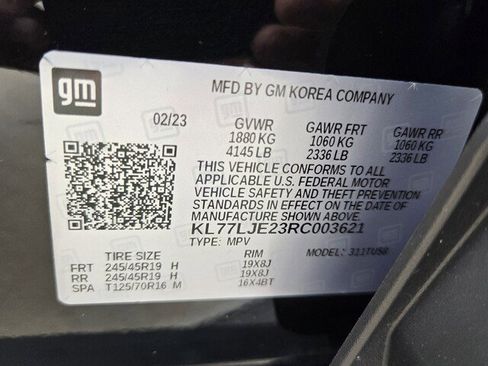 gm
MFD BY GM KOREA COMPANY
02/23 GVWR GAWR FRT GAWR RR
1880 KG 1060 KG 1060 KG
4145 LB 2336 LB 2336 LB
THIS VEHICLE CONFORMS TO ALL
APPLICABLE U.S. FEDERAL MOTOR
VEHICLE SAFETY AND THEFT PREVENTION
STANDARDS IN EFFECT ON THE DATE OF
MANUFACTURE SHOWN ABOVE.
KL77LJE23RC003621
TYPE: MPV MODEL: 311TUS8
TIRE SIZE RIM
FRT 245/45R19 H 19X8J
RR 245/45R19 H 19X8J
SPA T125/70R16 M 16X4BT